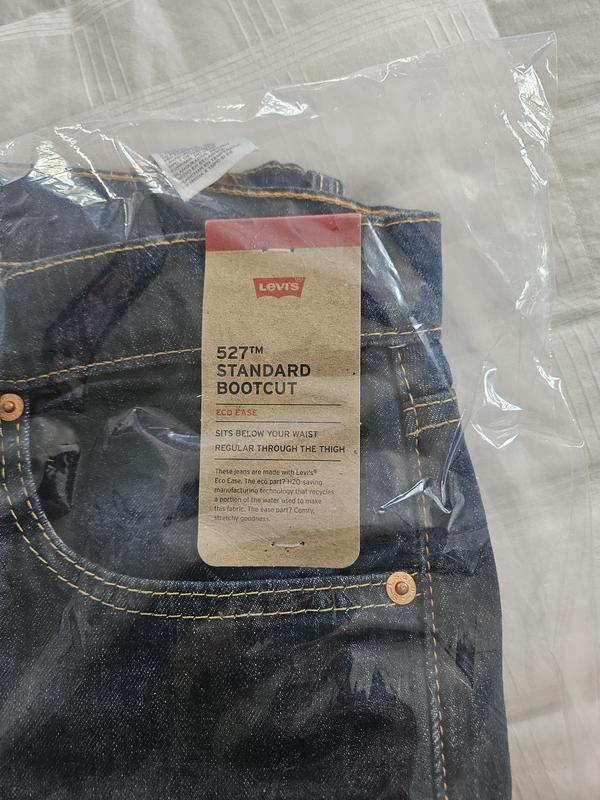 Levi's
527™
STANDARD
BOOTCUT
ECO EASE
SITS BELOW YOUR WAIST
REGULAR THROUGH THE THIGH
These jeans are made with Levi's®
Eco Ease. The eco part? H2O-saving
manufacturing technology that recycles
a portion of the water used to make
this fabric. The ease part? Comfy,
stretchy goodness.